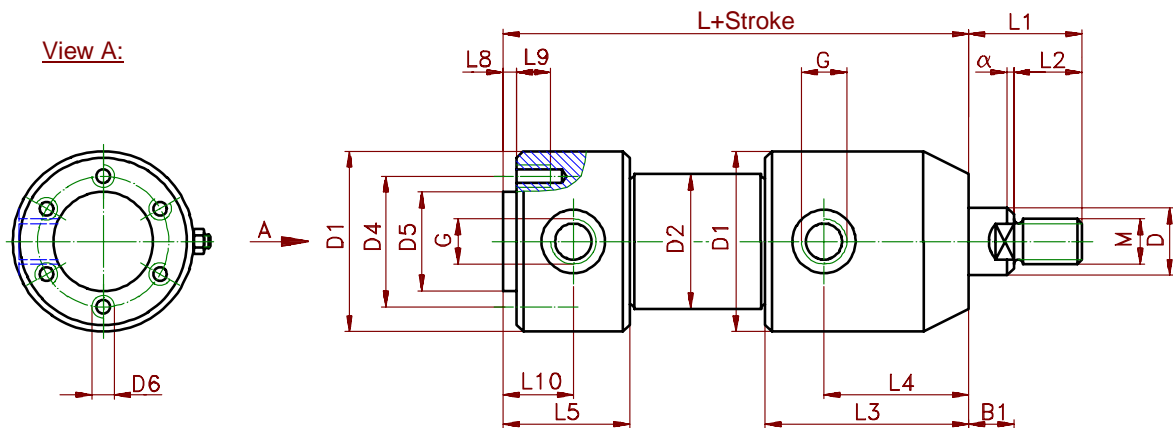 L+Stroke
L1
View A:
L8
L9
G
α
L2
A
D1
D4
D5
G
D2
D1
M
D
D6
L10
L4
L5
L3
B1